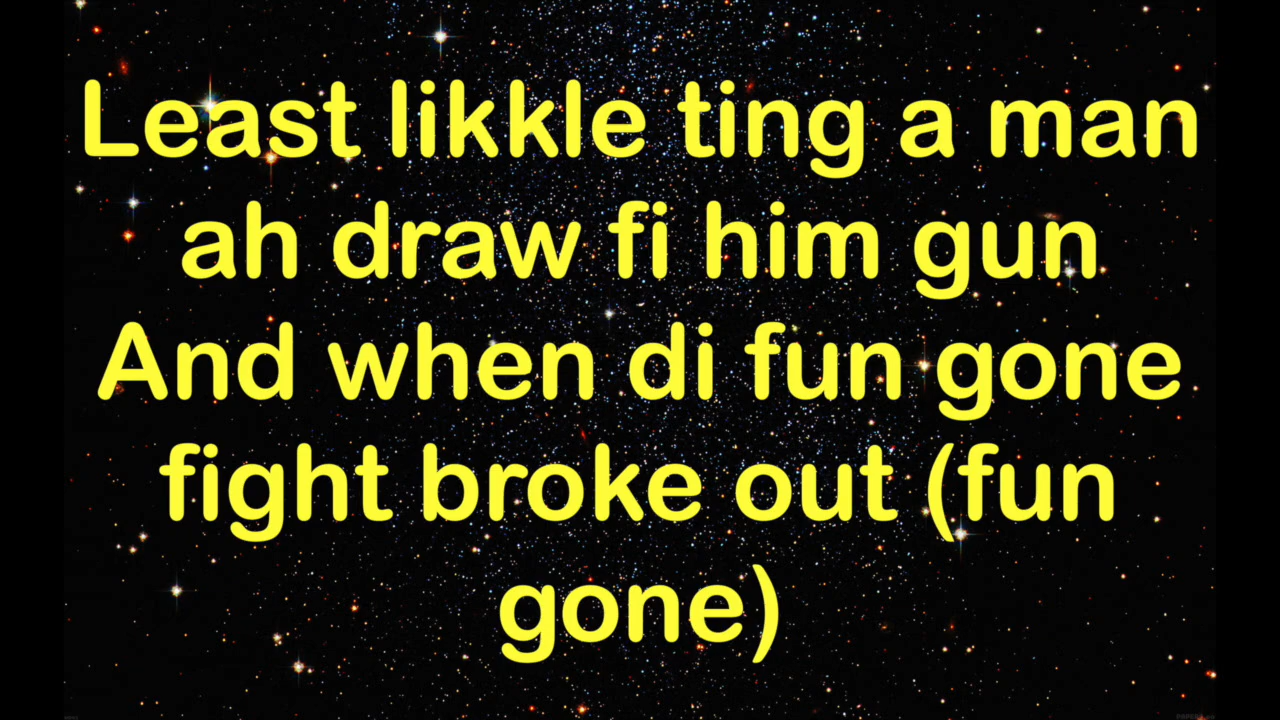 Least likkle ting a man
ah draw fi him gun
And when di fun gone
fight broke out (fun
gone)